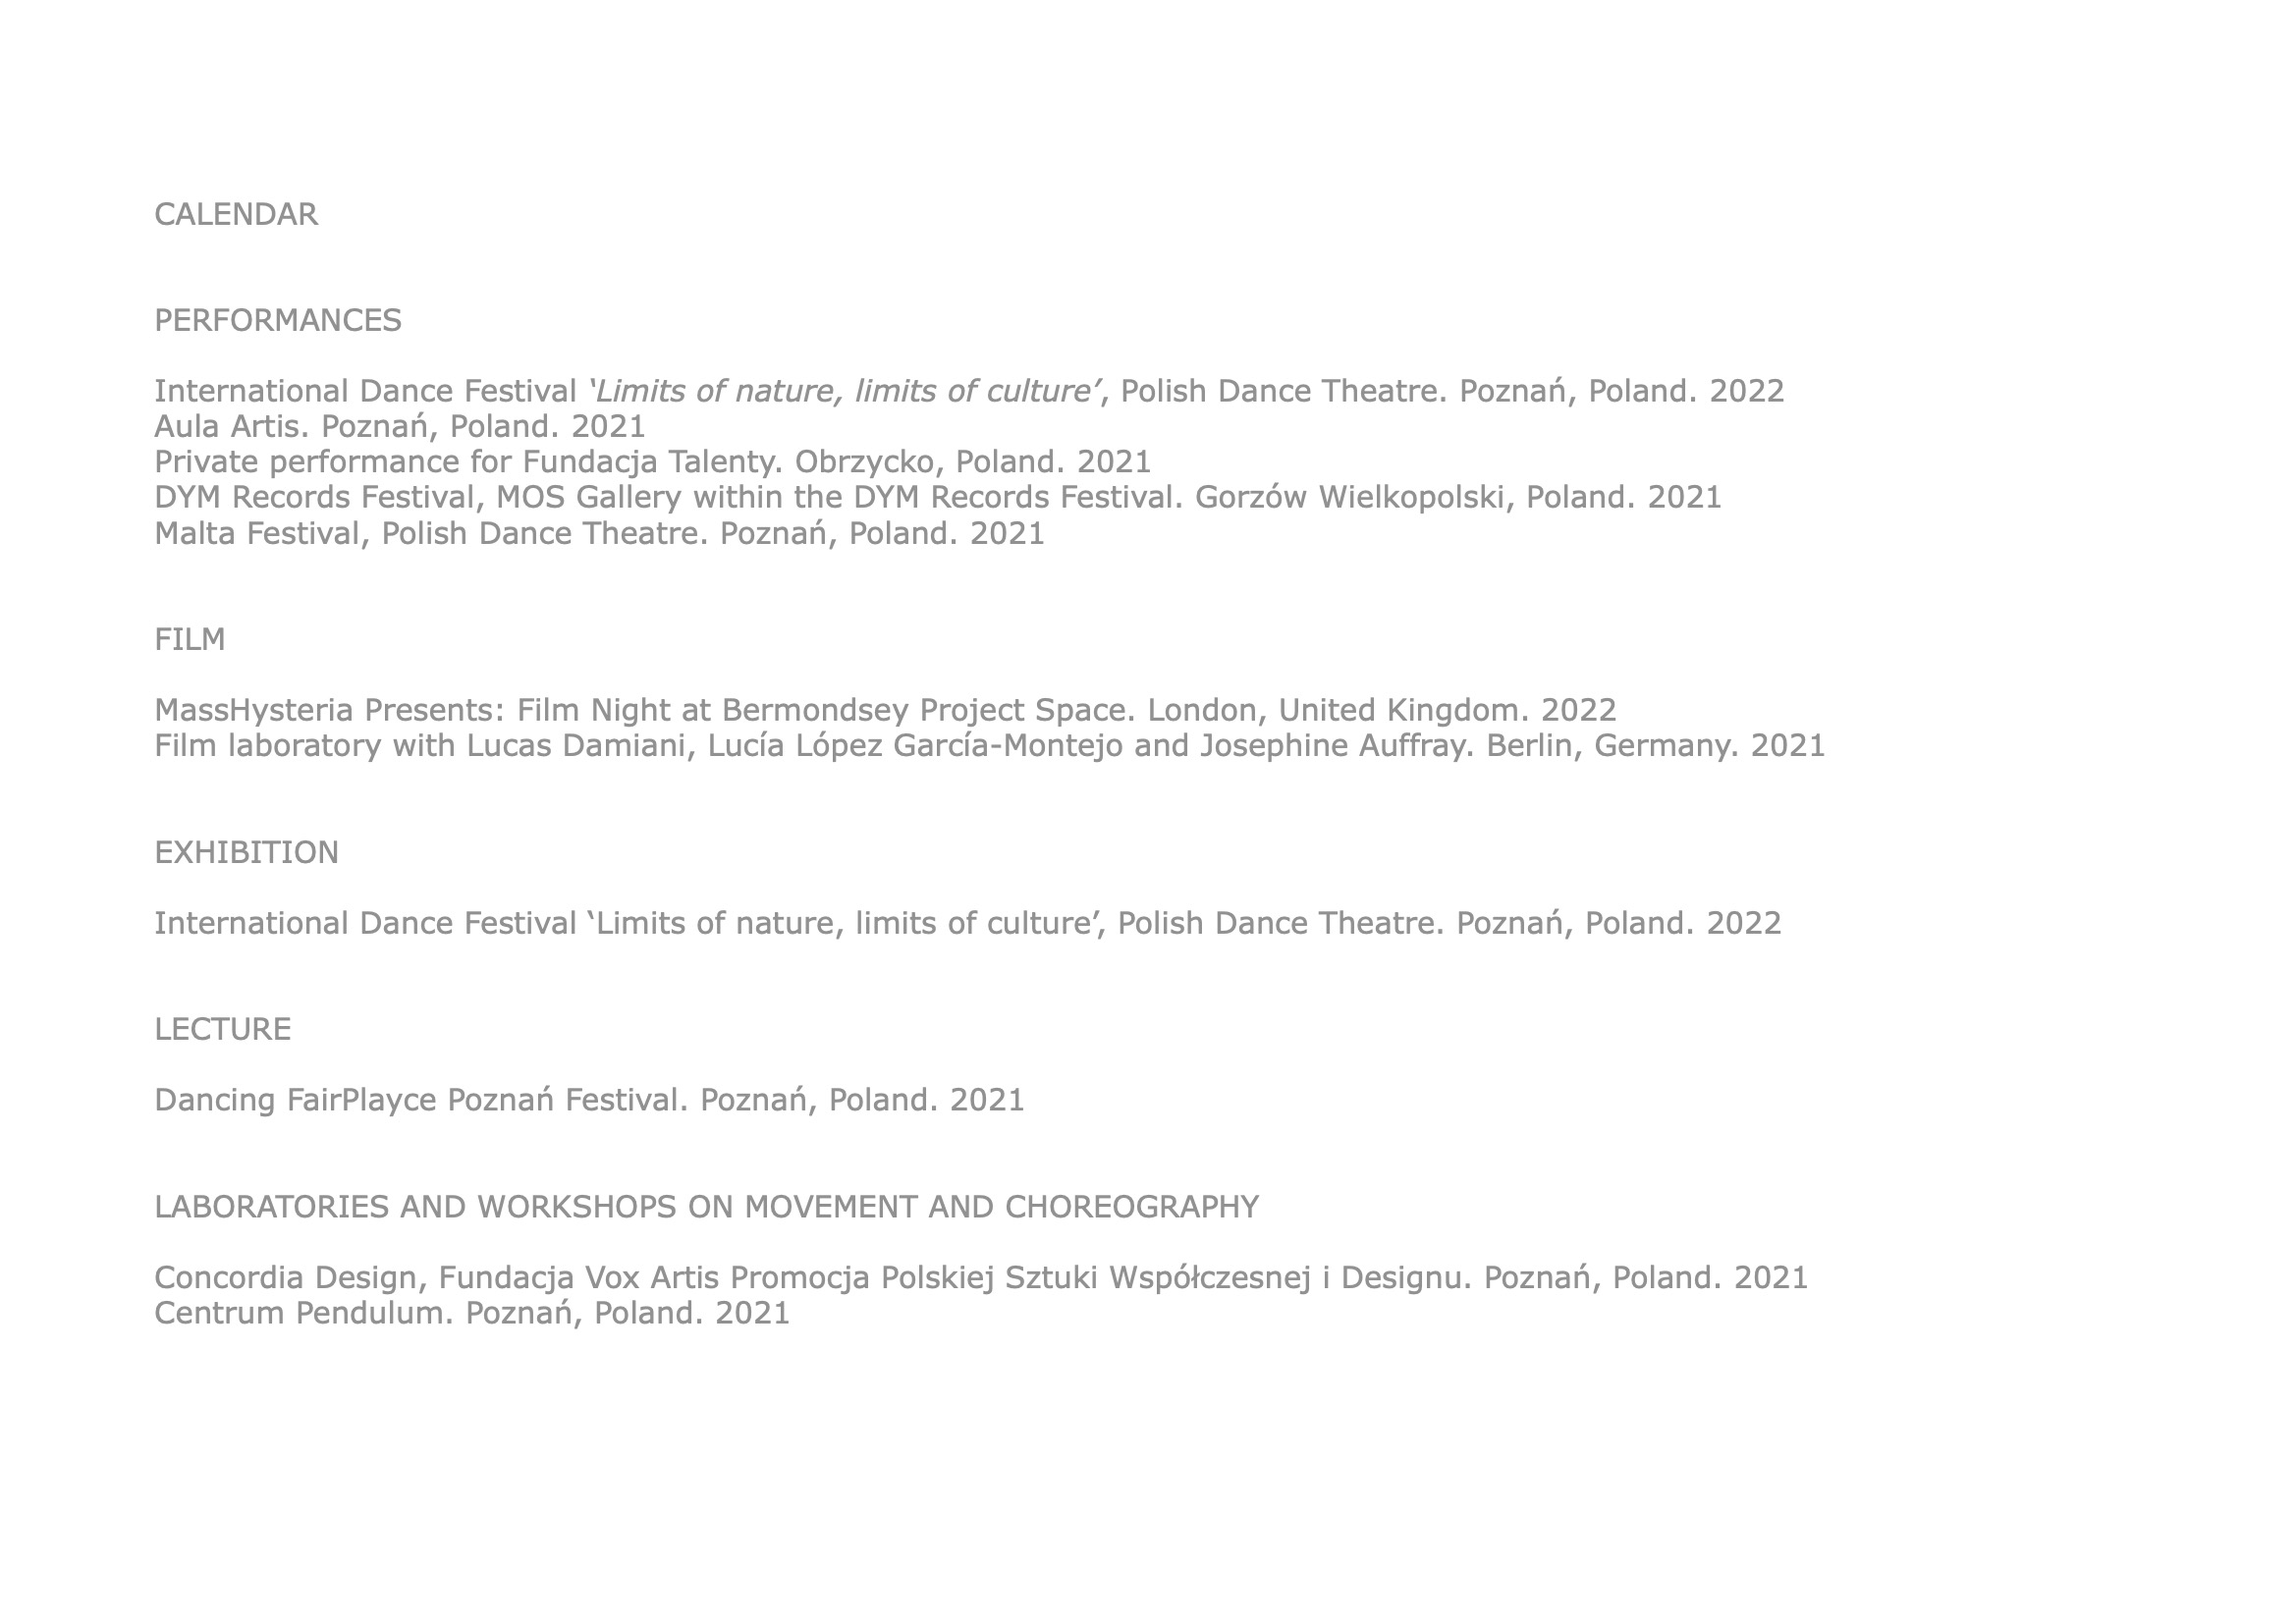 CALENDAR
PERFORMANCES
International Dance Festival ‘Limits of nature, limits of culture’, Polish Dance Theatre. Poznań, Poland. 2022
Aula Artis. Poznań, Poland. 2021
Private performance for Fundacja Talenty. Obrzycko, Poland. 2021
DYM Records Festival, MOS Gallery within the DYM Records Festival. Gorzów Wielkopolski, Poland. 2021
Malta Festival, Polish Dance Theatre. Poznań, Poland. 2021
FILM
MassHysteria Presents: Film Night at Bermondsey Project Space. London, United Kingdom. 2022
Film laboratory with Lucas Damiani, Lucía López García-Montejo and Josephine Auffray. Berlin, Germany. 2021
EXHIBITION
International Dance Festival ‘Limits of nature, limits of culture’, Polish Dance Theatre. Poznań, Poland. 2022
LECTURE
Dancing FairPlayce Poznań Festival. Poznań, Poland. 2021
LABORATORIES AND WORKSHOPS ON MOVEMENT AND CHOREOGRAPHY
Concordia Design, Fundacja Vox Artis Promocja Polskiej Sztuki Współczesnej i Designu. Poznań, Poland. 2021
Centrum Pendulum. Poznań, Poland. 2021